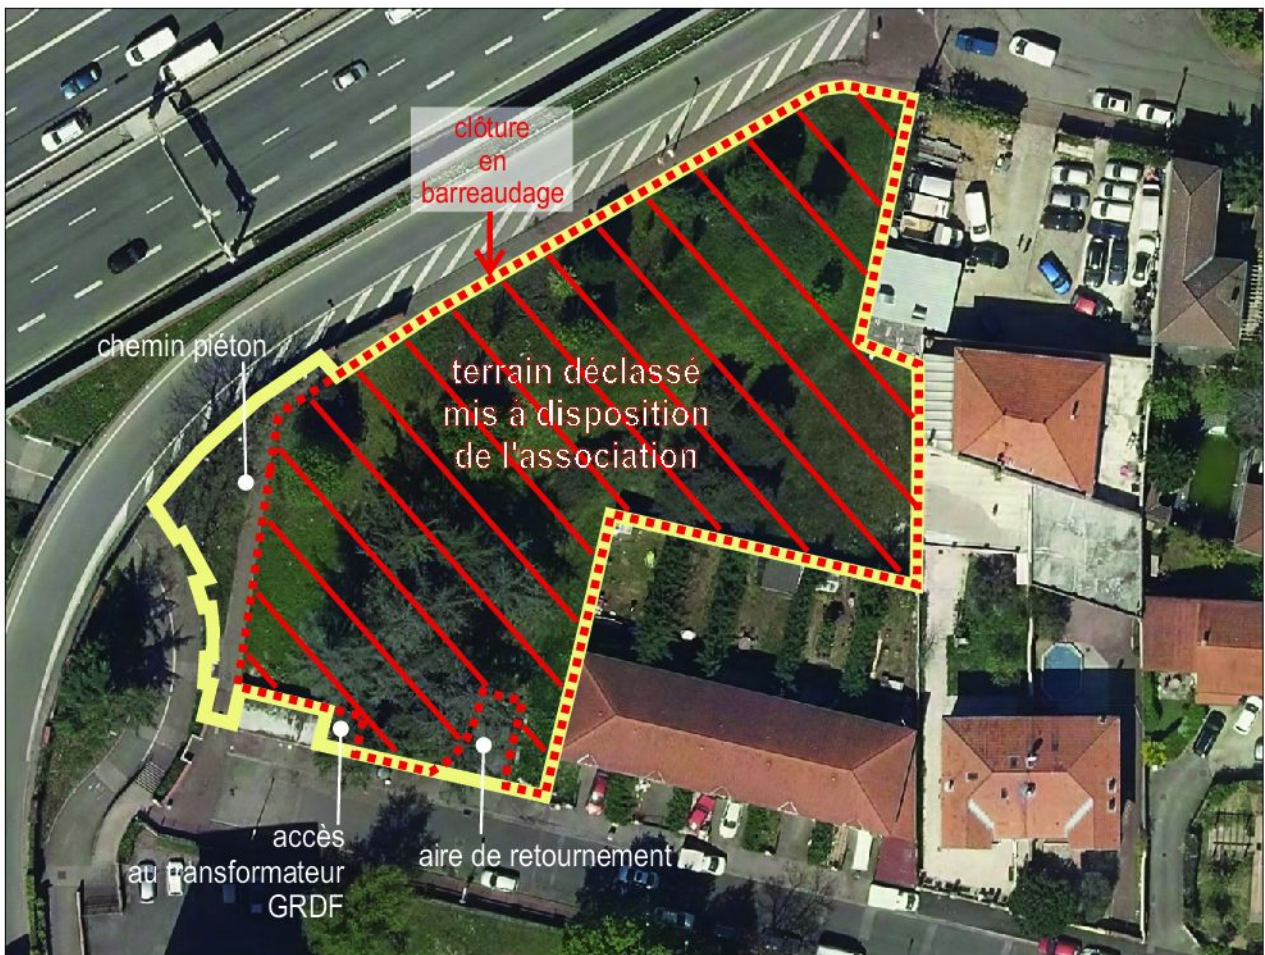 clôture
en
barreaudage
chemin piéton
terrain déclassé
mis à disposition
de l'association
accès
au transformateur
GRDF
aire de retournement